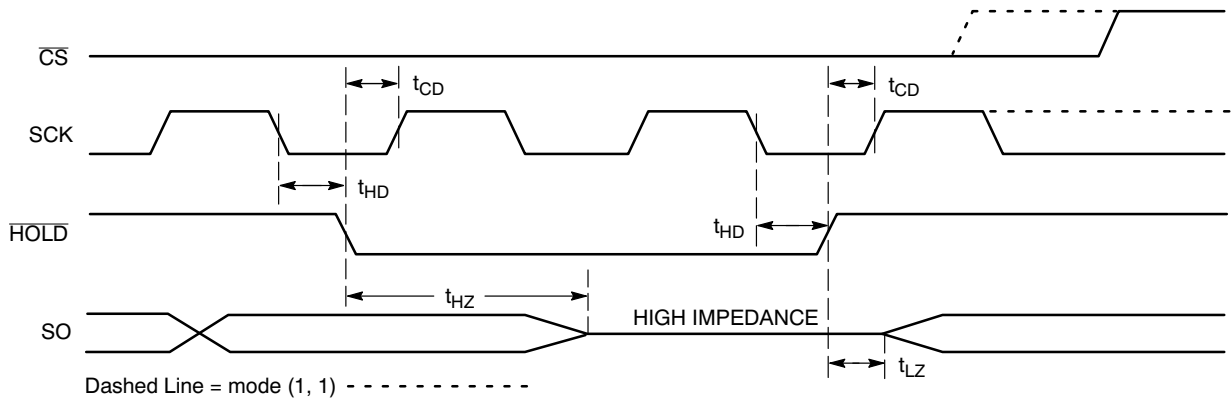 CS
tCD
tCD
SCK
tHD
HOLD
tHD
tHZ
HIGH IMPEDANCE
SO
tLZ
Dashed Line = mode (1, 1)